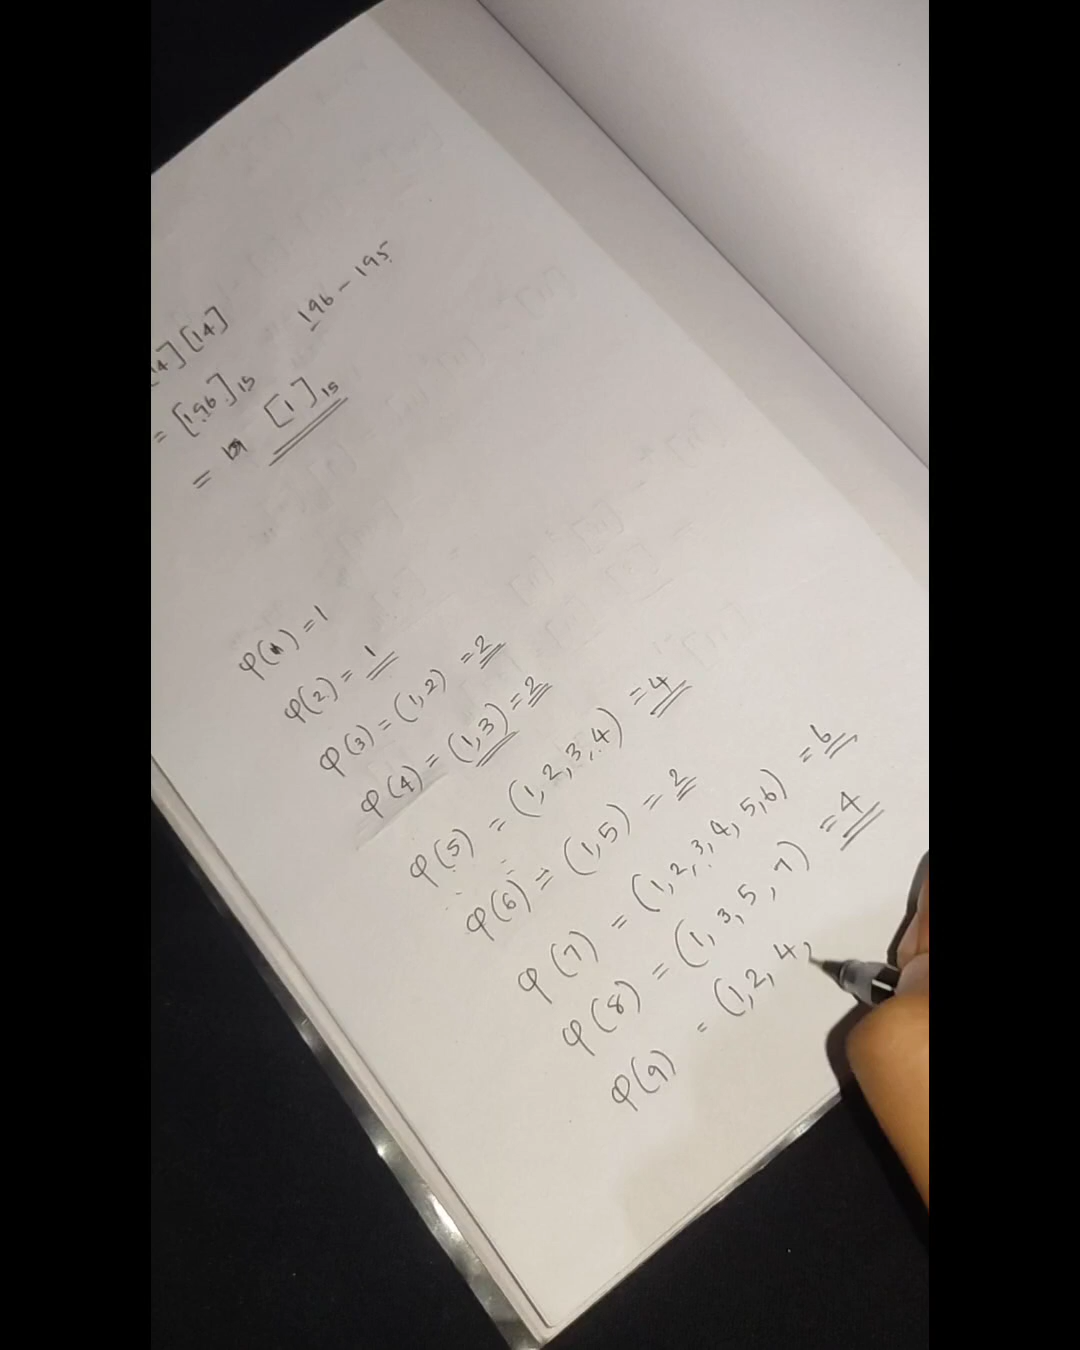 4][14]
= [196]15 196 - 195
= [1]15
φ(1) = 1
φ(2) = 1
φ(3) = (1,2) = 2
φ(4) = (1,3) = 2
φ(5) = (1,2,3,4) = 4
φ(6) = (1,5) = 2
φ(7) = (1,2,3,4,5,6) = 6
φ(8) = (1,3,5,7) = 4
φ(9) = (1,2,4,